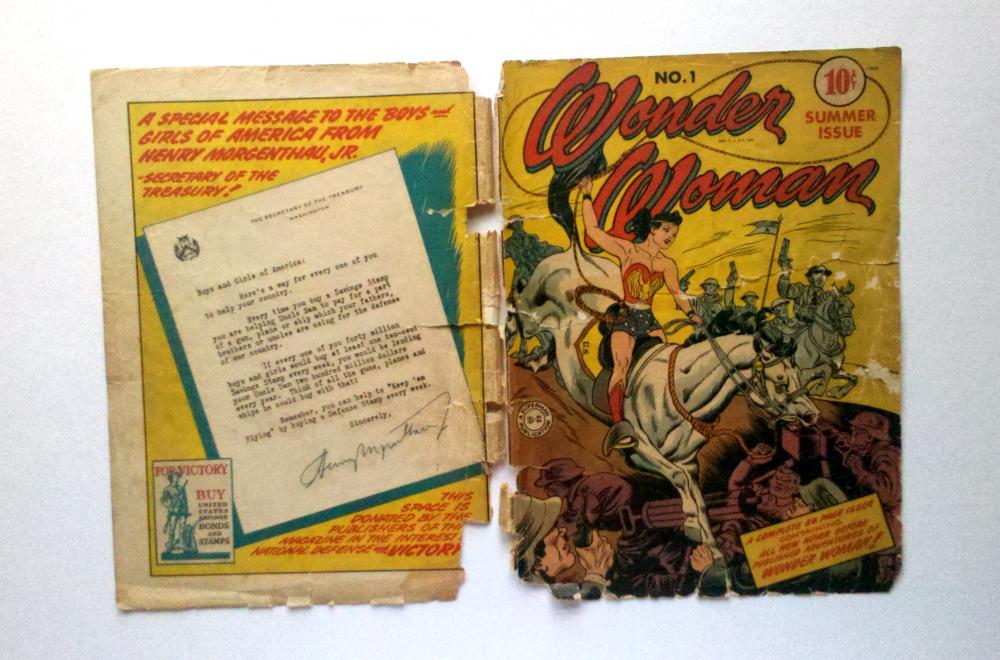 A SPECIAL MESSAGE TO THE BOYS and
GIRLS OF AMERICA FROM
HENRY MORGENTHAU, JR.
-SECRETARY OF THE
TREASURY!
THE SECRETARY OF THE TREASURY
WASHINGTON
Boys and Girls of America:
Here's a way for every one of you
to help your country.
Every time you buy a Savings Stamp
you are helping Uncle Sam to pay for a part
of a gun, plane or ship which your fathers,
brothers or uncles are using for the defense
of our country.
If every one of you forty million
boys and girls would buy at least one ten-cent
Savings Stamp every week, you would be lending
your Uncle Sam two hundred million dollars
every year. Think of all the guns, planes and
ships he could buy with that!
Remember, you can help to "Keep 'em
Flying" by buying a Defense Stamp every week.
Sincerely,
Henry Morgenthau Jr
FOR VICTORY
BUY
UNITED
STATES
SAVINGS
BONDS
AND
STAMPS
THIS
SPACE IS
DONATED BY THE
PUBLISHERS OF THIS
MAGAZINE IN THE INTEREST
NATIONAL DEFENSE and VICTORY
NO. 1
10¢
Wonder
Woman
SUMMER
ISSUE
A SUPERMAN
DC
PUBLICATION
A COMPLETE 64 PAGE ISSUE
CONTAINING
ALL NEW NEVER BEFORE
PUBLISHED ADVENTURES OF
WONDER WOMAN!